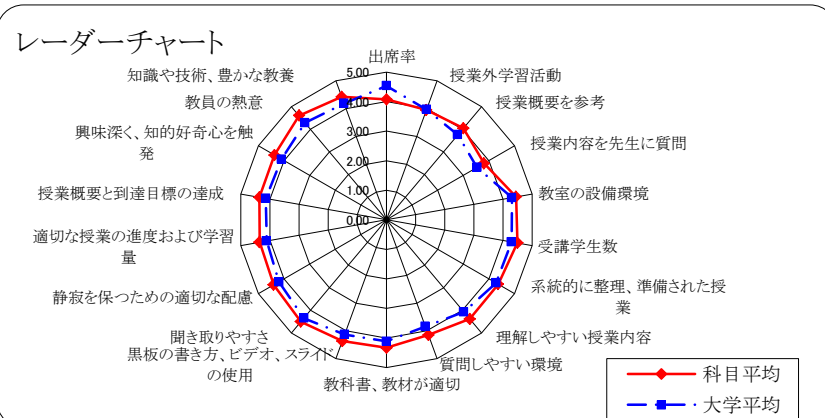 レーダーチャート
出席率
授業外学習活動
授業概要を参考
授業内容を先生に質問
教室の設備環境
受講学生数
系統的に整理、準備された授
業
理解しやすい授業内容
質問しやすい環境
教科書、教材が適切
黒板の書き方、ビデオ、スライド
の使用
聞き取りやすさ
静寂を保つための適切な配慮
適切な授業の進度および学習
量
授業概要と到達目標の達成
興味深く、知的好奇心を触
発
教員の熱意
知識や技術、豊かな教養
5.00
4.00
3.00
2.00
1.00
0.00
科目平均
大学平均